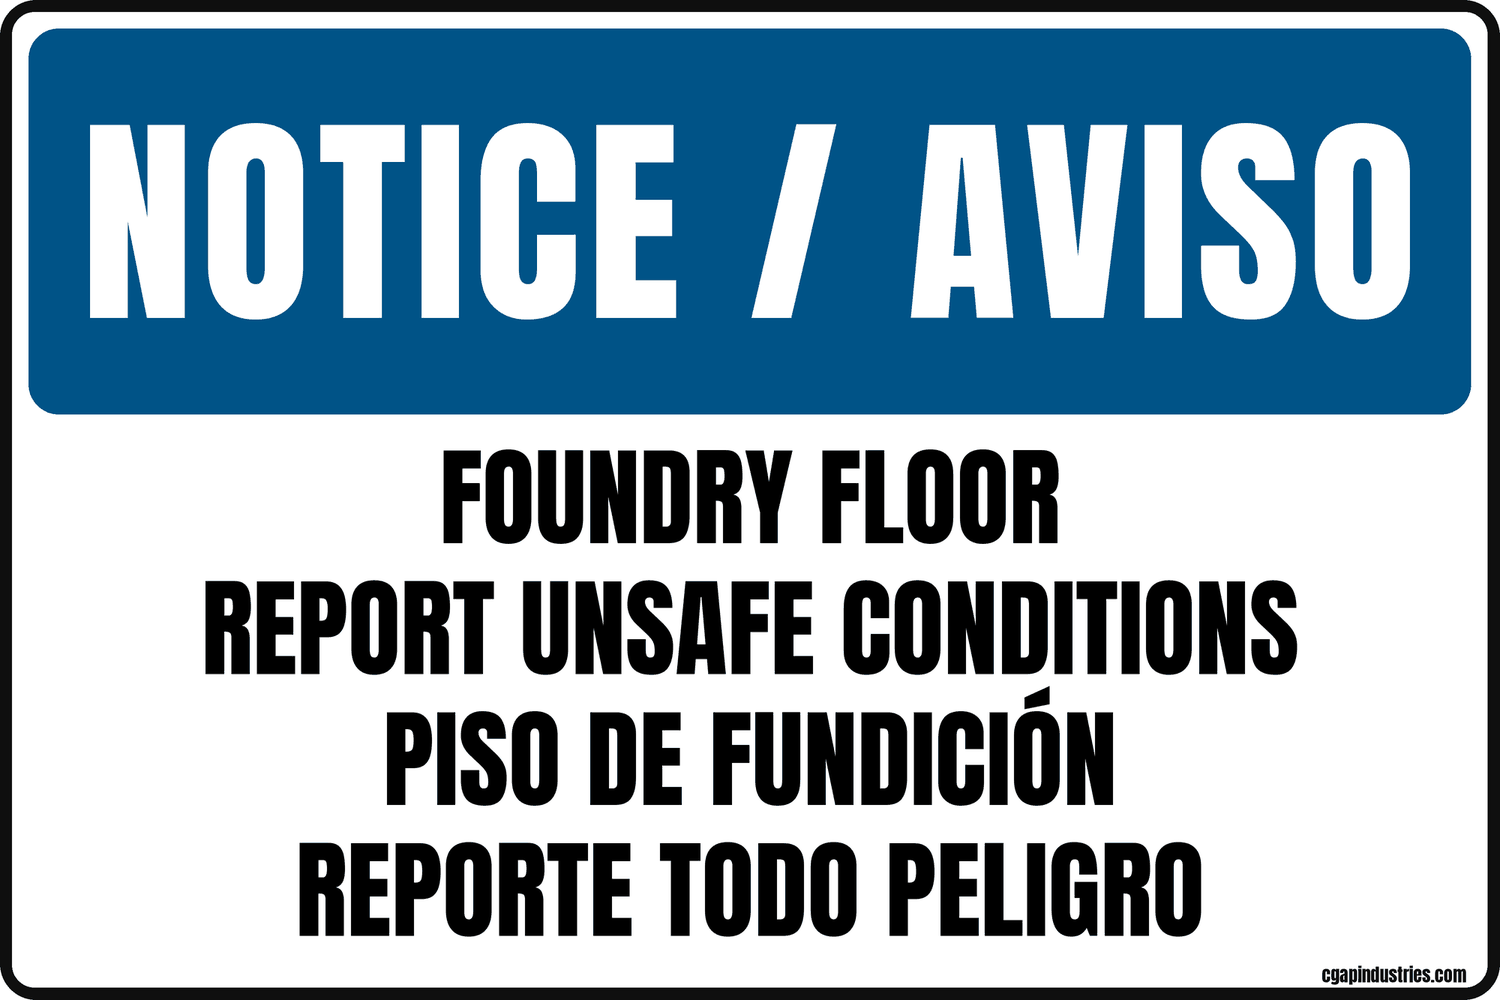 NOTICE / AVISO
FOUNDRY FLOOR
REPORT UNSAFE CONDITIONS
PISO DE FUNDICIÓN
REPORTE TODO PELIGRO
cgapindustries.com